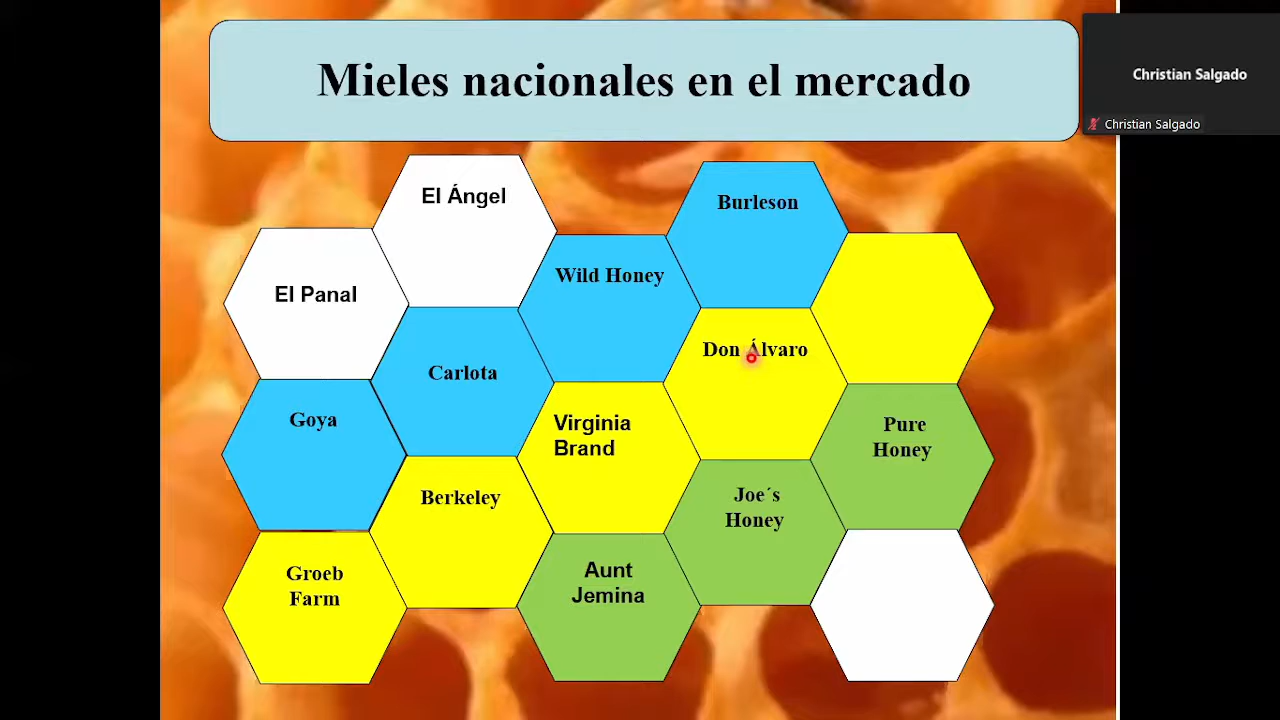 Mieles nacionales en el mercado
Christian Salgado
Christian Salgado
El Ángel
Burleson
Wild Honey
El Panal
Don Álvaro
Carlota
Goya
Virginia
Brand
Pure
Honey
Berkeley
Joe´s
Honey
Groeb
Farm
Aunt
Jemina